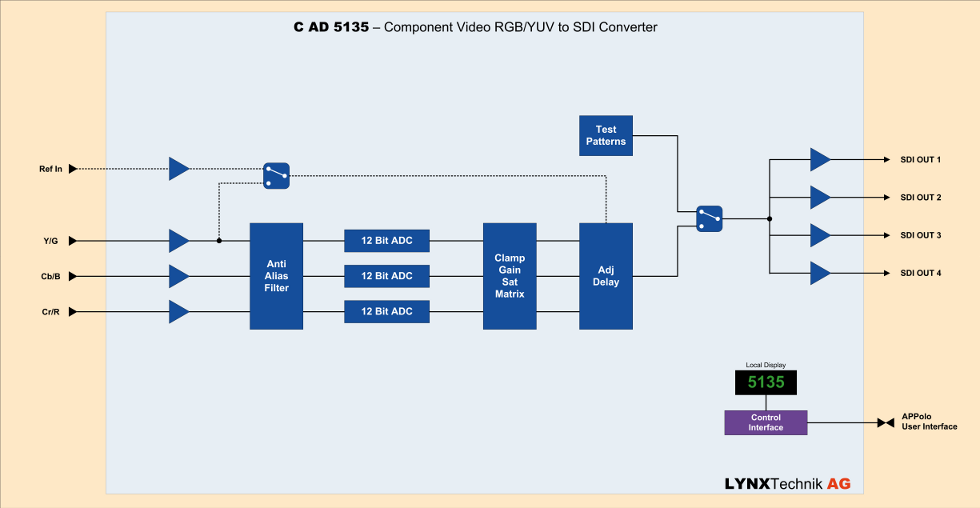 C AD 5135 – Component Video RGB/YUV to SDI Converter
Test
Patterns
Ref In
SDI OUT 1
SDI OUT 2
SDI OUT 3
SDI OUT 4
Y/G
Cb/B
Cr/R
Anti
Alias
Filter
12 Bit ADC
12 Bit ADC
12 Bit ADC
Clamp
Gain
Sat
Matrix
Adj
Delay
Local Display
5135
Control
Interface
APPolo
User Interface
LYNXTechnik AG